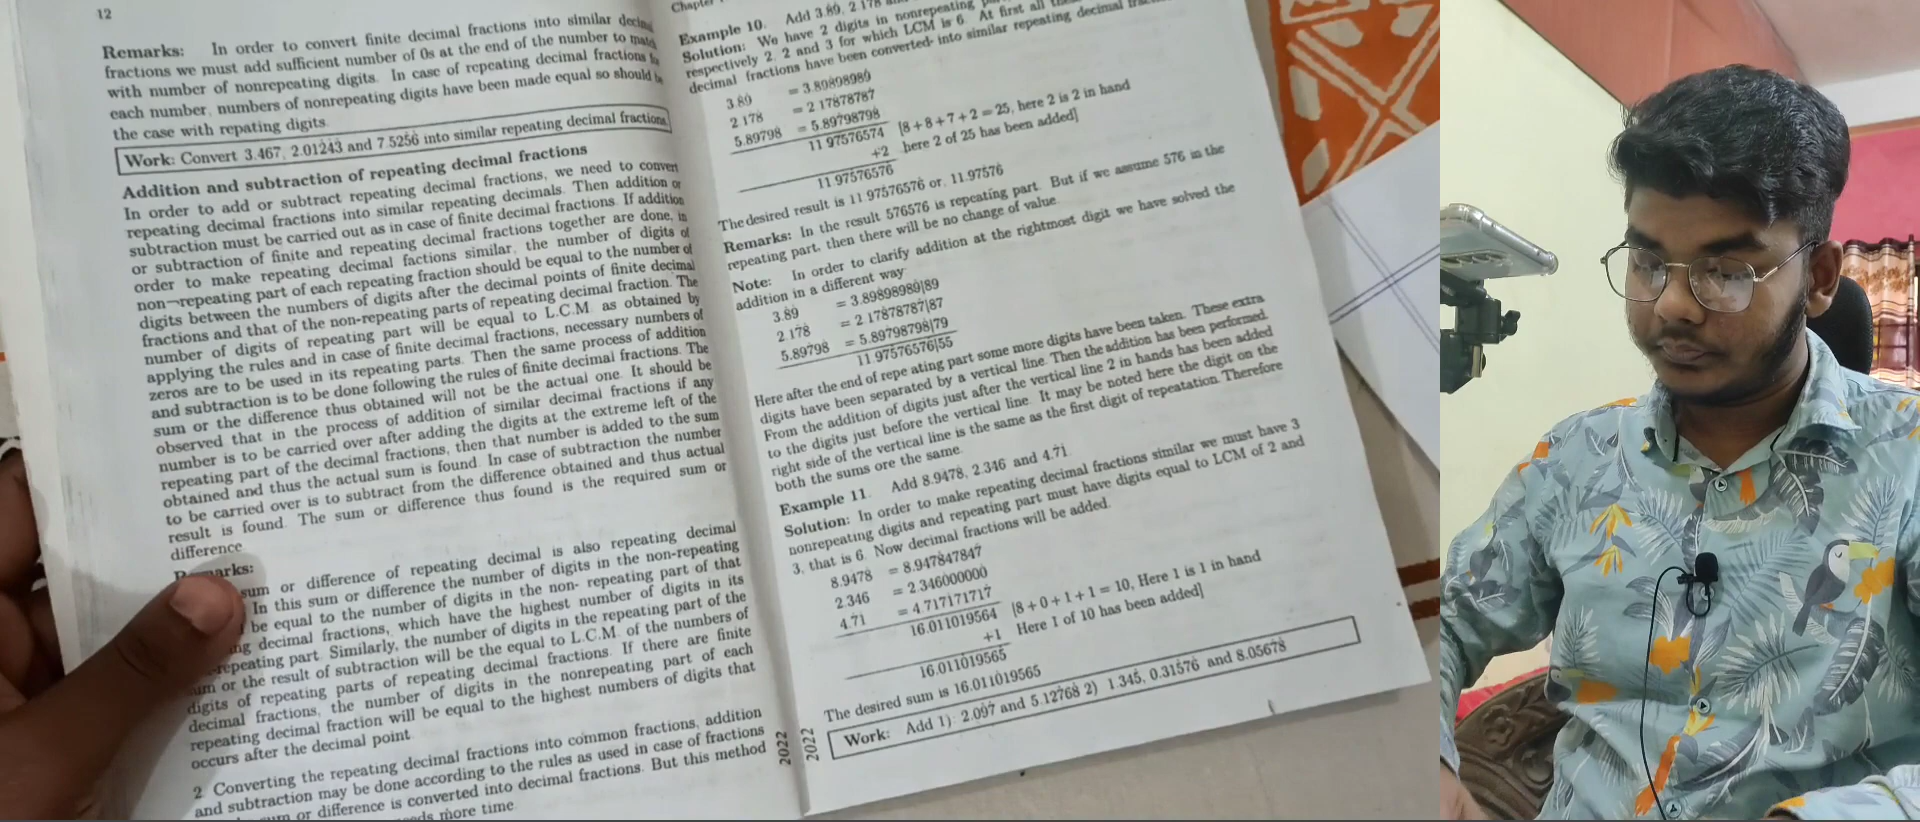 12
Remarks: In order to convert finite decimal fractions into similar
fractions we must add sufficient number of 0s at the end of the number to
with number of nonrepeating digits. In case of repeating decimal fractions
each number, numbers of nonrepeating digits have been made equal so should
the case with repating digits.
Work: Convert 3.467, 2.01243 and 7.5256 into similar repeating decimal fractions
Addition and subtraction of repeating decimal fractions
In order to add or subtract repeating decimal fractions, we need to convert
repeating decimal fractions into similar repeating decimals. Then addition or
subtraction must be carried out as in case of finite decimal fractions. If addition
or subtraction of finite and repeating decimal fractions together are done, in
order to make repeating decimal factions similar, the number of digits of
non-repeating part of each repeating fraction should be equal to the number of
digits between the numbers of digits after the decimal points of finite decimal
fractions and that of the non-repeating parts of repeating decimal fraction. The
number of digits of repeating part will be equal to L.C.M. as obtained by
applying the rules and in case of finite decimal fractions, necessary numbers of
zeros are to be used in its repeating parts. Then the same process of addition
and subtraction is to be done following the rules of finite decimal fractions. The
sum or the difference thus obtained will not be the actual one. It should be
observed that in the process of addition of similar decimal fractions if any
number is to be carried over after adding the digits at the extreme left of the
repeating part of the decimal fractions, then that number is added to the sum
obtained and thus the actual sum is found. In case of subtraction the number
to be carried over is to subtract from the difference obtained and thus actual
result is found. The sum or difference thus found is the required sum or
difference
sum or difference of repeating decimal is also repeating decimal
In this sum or difference the number of digits in the non-repeating
be equal to the number of digits in the non- repeating part of that
decimal fractions, which have the highest number of digits in its
repeating part. Similarly, the number of digits in the repeating part of the
or the result of subtraction will be the equal to L.C.M. of the numbers of
digits of repeating parts of repeating decimal fractions. If there are finite
decimal fractions, the number of digits in the nonrepeating part of each
repeating decimal fraction will be equal to the highest numbers of digits that
occurs after the decimal point
2 Converting the repeating decimal fractions into common fractions, addition
and subtraction may be done according to the rules as used in case of fractions
or difference is converted into decimal fractions. But this method
more time
2022
Chapter
Example 10. Add 3.8̇9̇, 2 178
Solution: We have 2 digits in nonrepeating
respectively 2, 2 and 3 for which LCM is 6. At first all
decimal fractions have been converted- into similar repeating decimal
3.8̇9̇ = 3.89898989̇
2 17̇8̇ = 2 17878787̇
5.89798 = 5.89798798̇
11 97576574 [8 + 8 + 7 + 2 = 25, here 2 is 2 in hand
+2 here 2 of 25 has been added]
11 97576576
The desired result is 11 97576576 or, 11.97576
Remarks: In the result 576576 is repeating part. But if we assume 576 in the
repeating part, then there will be no change of value
Note: In order to clarify addition at the rightmost digit we have solved the
addition in a different way
3.8̇9̇ = 3.89898989|89
2 17̇8̇ = 2 17878787|87
5.89798 = 5.89798798|79
11 97576576|55
Here after the end of repe ating part some more digits have been taken. These extra
digits have been separated by a vertical line. Then the addition has been performed.
From the addition of digits just after the vertical line 2 in hands has been added
to the digits just before the vertical line. It may be noted here the digit on the
right side of the vertical line is the same as the first digit of repeatation. Therefore
both the sums ore the same.
Example 11. Add 8.9478, 2.346 and 4.7̇1̇
Solution: In order to make repeating decimal fractions similar we must have 3
nonrepeating digits and repeating part must have digits equal to LCM of 2 and
3, that is 6. Now decimal fractions will be added.
8.9478 = 8.947847847
2 346 = 2.346000000
4.71 = 4.717171717
16.011019564 [8 + 0 + 1 + 1 = 10, Here 1 is 1 in hand
+1 Here 1 of 10 has been added]
16.011019565
The desired sum is 16.011019565
Work: Add 1) 2.09̇7̇ and 5.12768 2) 1.345, 0.31576 and 8.05678
2022